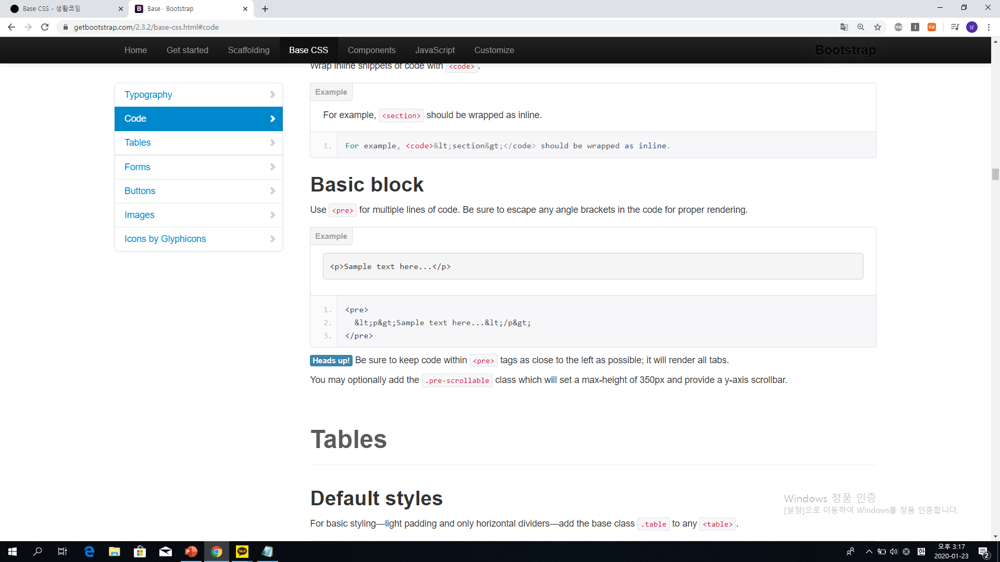 Base CSS - 생활코딩
Base · Bootstrap
getbootstrap.com/2.3.2/base-css.html#code
남
Home Get started Scaffolding Base CSS Components JavaScript Customize Bootstrap
Wrap inline snippets of code with <code>.
Typography
Code
Tables
Forms
Buttons
Images
Icons by Glyphicons
Example
For example, <section> should be wrapped as inline.
1. For example, <code>&lt;section&gt;</code> should be wrapped as inline.
Basic block
Use <pre> for multiple lines of code. Be sure to escape any angle brackets in the code for proper rendering.
Example
<p>Sample text here...</p>
1. <pre>
2. &lt;p&gt;Sample text here...&lt;/p&gt;
3. </pre>
Heads up! Be sure to keep code within <pre> tags as close to the left as possible; it will render all tabs.
You may optionally add the .pre-scrollable class which will set a max-height of 350px and provide a y-axis scrollbar.
Tables
Default styles
For basic styling—light padding and only horizontal dividers—add the base class .table to any <table>.
Windows 정품 인증
[설정]으로 이동하여 Windows를 정품 인증합니다.
TALK
한
오후 3:17
2020-01-23
2